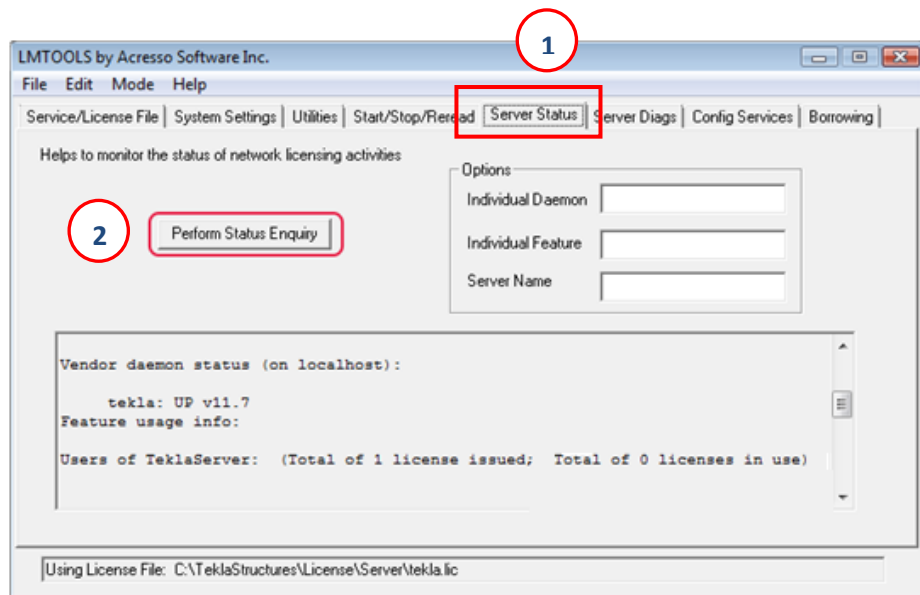 1
LMTOOLS by Acresso Software Inc.
File Edit Mode Help
Service/License File System Settings Utilities Start/Stop/Reread Server Status Server Diags Config Services Borrowing
Helps to monitor the status of network licensing activities
Options
Individual Daemon
2
Perform Status Enquiry
Individual Feature
Server Name
Vendor daemon status (on localhost):
tekla: UP v11.7
Feature usage info:
Users of TeklaServer: (Total of 1 license issued; Total of 0 licenses in use)
Using License File: C:\TeklaStructures\License\Server\tekla.lic